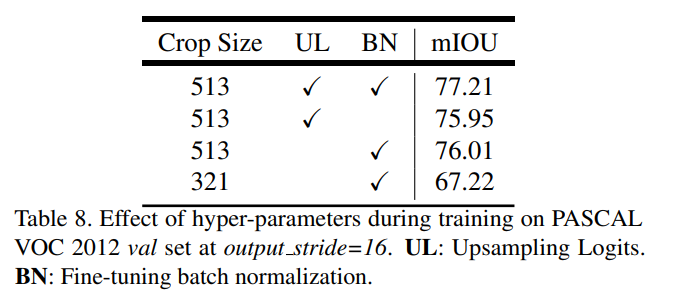 Crop Size UL BN mIOU
513 ✓ ✓ 77.21
513 ✓ 75.95
513 ✓ 76.01
321 ✓ 67.22
Table 8. Effect of hyper-parameters during training on PASCAL
VOC 2012 val set at output_stride=16. UL: Upsampling Logits.
BN: Fine-tuning batch normalization.